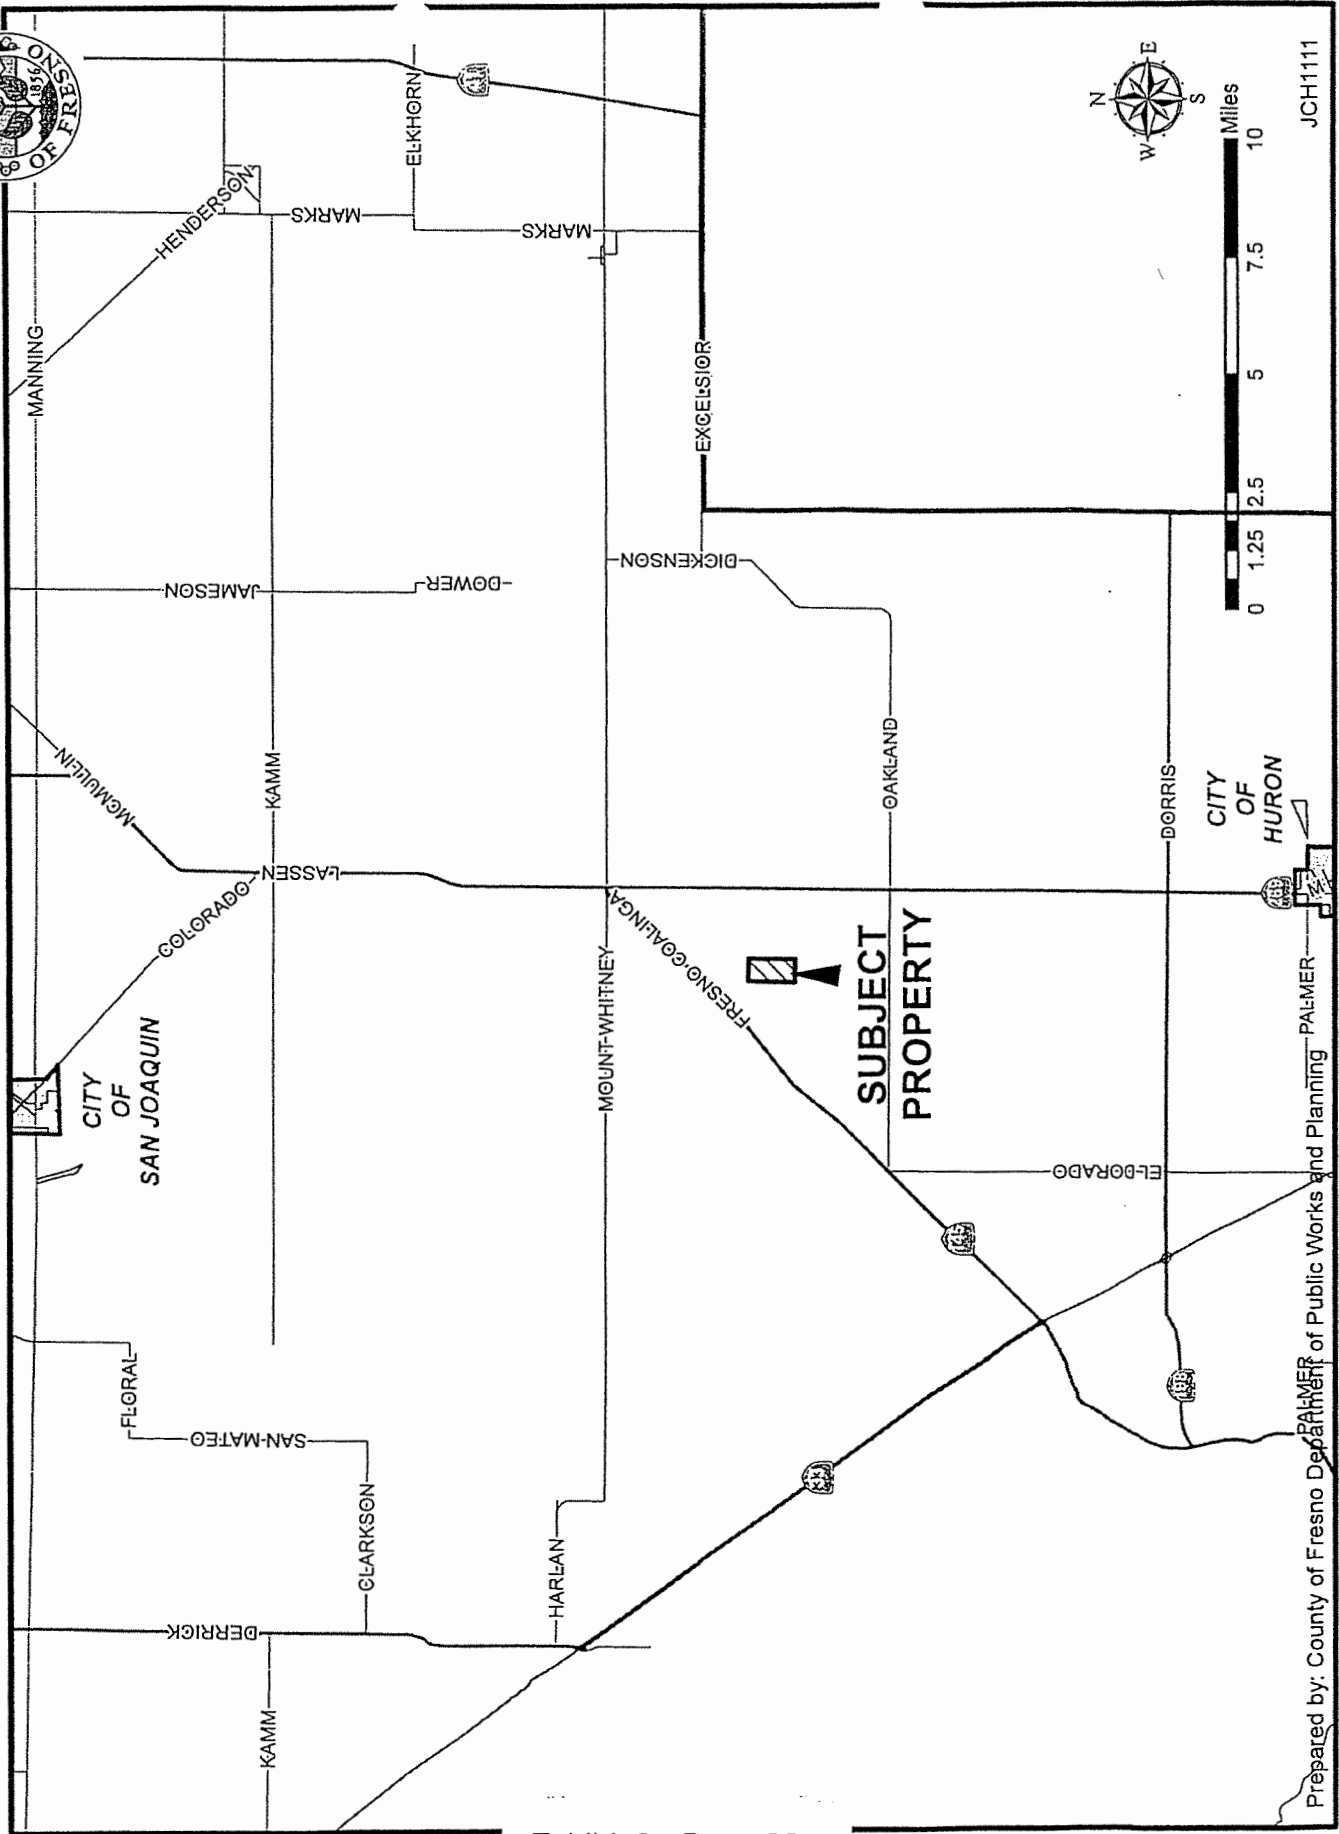 OF FRESNO
1856
MANNING
HENDERSON
ELKHORN
MARKS
MARKS
EXCELSIOR
JAMESON
DOWER
DICKENSON
MCMULLIN
KAMM
LASSEN
COLORADO
CITY
OF
SAN JOAQUIN
MOUNT WHITNEY
FRESNO-COALINGA
OAKLAND
DORRIS
CITY
OF
HURON
SUBJECT
PROPERTY
EL DORADO
PALMER
FLORAL
SAN MATEO
CLARKSON
HARLAN
DERRICK
KAMM
PALMER
N
E
S
W
Miles
0 1.25 2.5 5 7.5 10
JCH1111
Prepared by: County of Fresno Department of Public Works and Planning